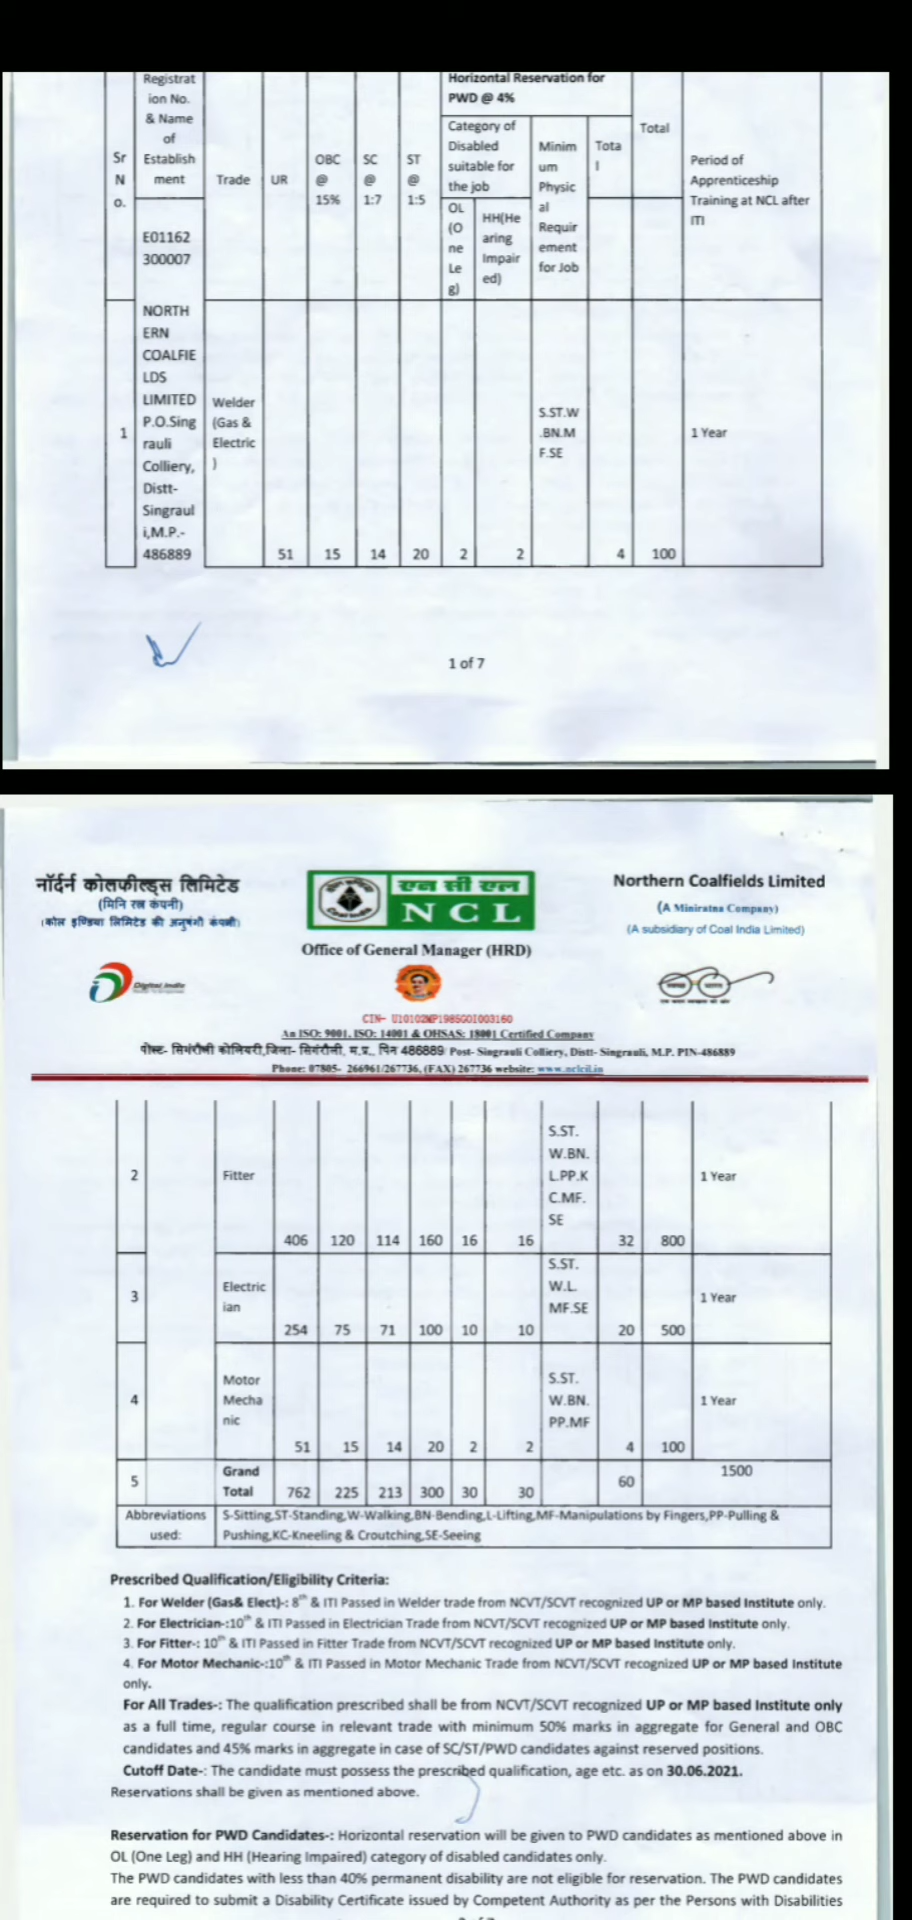 Registrat
ion No.
& Name
of
Establish
ment
E01162
300007
Sr
N
o.
Trade
UR
OBC
@
15%
SC
@
1:7
ST
@
1:5
Horizontal Reservation for
PWD @ 4%
Category of
Disabled
suitable for
the job
OL
(O
ne
Le
g)
HH(He
aring
Impair
ed)
Minim
um
Physic
al
Requir
ement
for Job
Tota
l
Total
Period of
Apprenticeship
Training at NCL after
ITI
1
NORTH
ERN
COALFIE
LDS
LIMITED
P.O.Sing
rauli
Colliery,
Distt-
Singraul
i,M.P.-
486889
Welder
(Gas &
Electric
)
51 15 14 20 2 2
S.ST.W
.BN.M
F.SE
4 100
1 Year
1 of 7
नॉर्दर्न कोलफील्ड्स लिमिटेड
(मिनि रत्न कंपनी)
(कोल इण्डिया लिमिटेड की अनुषंगी कंपनी)
एन सी एल
NCL
Coal India
Northern Coalfields Limited
(A Miniratna Company)
(A subsidiary of Coal India Limited)
Office of General Manager (HRD)
Digital India
CIN- U10102MP1985GOI003160
An ISO: 9001, ISO: 14001 & OHSAS: 18001 Certified Company
पोस्ट- सिंगरौली कोलियरी,जिला- सिंगरौली, म.प्र., पिन 486889 Post- Singrauli Colliery, Distt- Singrauli, M.P. PIN-486889
Phone: 07805- 266961/267736, (FAX) 267736 website: www.nclcil.in
2
Fitter
406 120 114 160 16 16
S.ST.
W.BN.
L.PP.K
C.MF.
SE
32 800
1 Year
3
Electric
ian
254 75 71 100 10 10
S.ST.
W.L.
MF.SE
20 500
1 Year
4
Motor
Mecha
nic
51 15 14 20 2 2
S.ST.
W.BN.
PP.MF
4 100
1 Year
5
Grand
Total
762 225 213 300 30 30 60 1500
Abbreviations
used:
S-Sitting,ST-Standing,W-Walking,BN-Bending,L-Lifting,MF-Manipulations by Fingers,PP-Pulling &
Pushing,KC-Kneeling & Croutching,SE-Seeing
Prescribed Qualification/Eligibility Criteria:
1. For Welder (Gas& Elect)-: 8th & ITI Passed in Welder trade from NCVT/SCVT recognized UP or MP based Institute only.
2. For Electrician-:10th & ITI Passed in Electrician Trade from NCVT/SCVT recognized UP or MP based Institute only.
3. For Fitter-: 10th & ITI Passed in Fitter Trade from NCVT/SCVT recognized UP or MP based Institute only.
4. For Motor Mechanic-:10th & ITI Passed in Motor Mechanic Trade from NCVT/SCVT recognized UP or MP based Institute
only.
For All Trades-: The qualification prescribed shall be from NCVT/SCVT recognized UP or MP based Institute only
as a full time, regular course in relevant trade with minimum 50% marks in aggregate for General and OBC
candidates and 45% marks in aggregate in case of SC/ST/PWD candidates against reserved positions.
Cutoff Date-: The candidate must possess the prescribed qualification, age etc. as on 30.06.2021.
Reservations shall be given as mentioned above.
Reservation for PWD Candidates-: Horizontal reservation will be given to PWD candidates as mentioned above in
OL (One Leg) and HH (Hearing Impaired) category of disabled candidates only.
The PWD candidates with less than 40% permanent disability are not eligible for reservation. The PWD candidates
are required to submit a Disability Certificate issued by Competent Authority as per the Persons with Disabilities